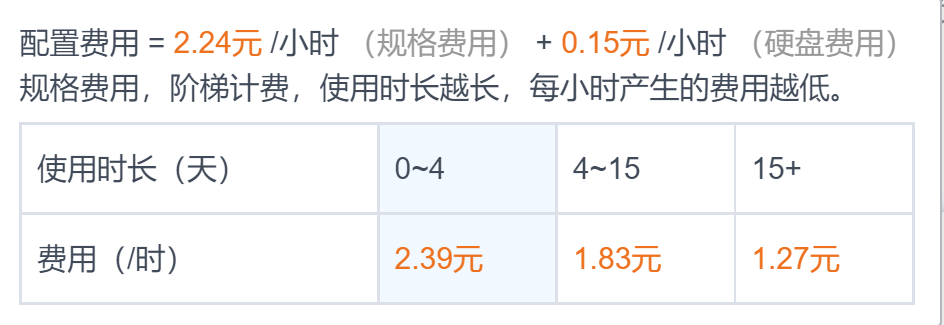 配置费用 = 2.24元 /小时 （规格费用） + 0.15元 /小时 （硬盘费用）
规格费用，阶梯计费，使用时长越长，每小时产生的费用越低。
使用时长（天） 0~4 4~15 15+
费用（/时） 2.39元 1.83元 1.27元